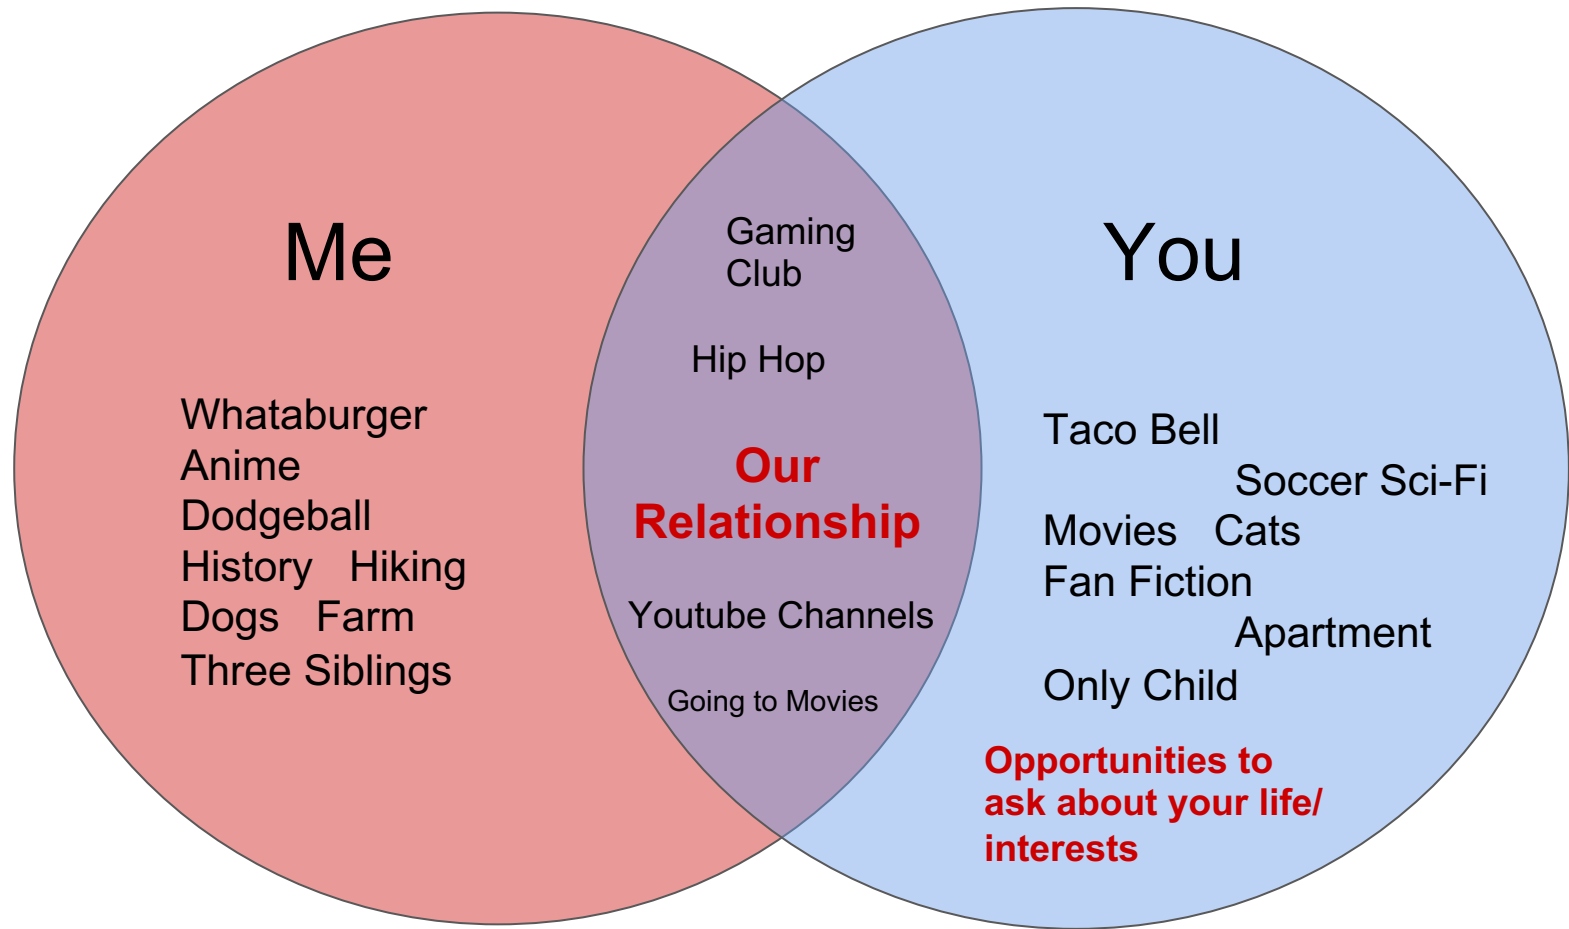 Me
Whataburger
Anime
Dodgeball
History Hiking
Dogs Farm
Three Siblings
Gaming
Club
Hip Hop
Our
Relationship
Youtube Channels
Going to Movies
You
Taco Bell
Soccer Sci-Fi
Movies Cats
Fan Fiction
Apartment
Only Child
Opportunities to
ask about your life/
interests